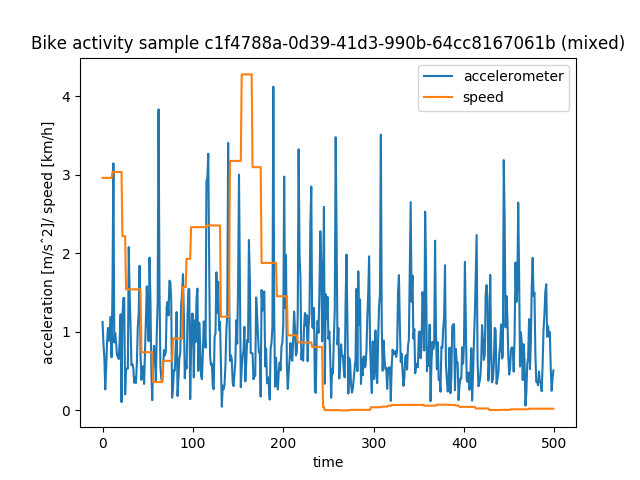 Bike activity sample c1f4788a-0d39-41d3-990b-64cc8167061b (mixed)
accelerometer
speed
acceleration [m/s^2]/ speed [km/h]
4
3
2
1
0
0 100 200 300 400 500
time